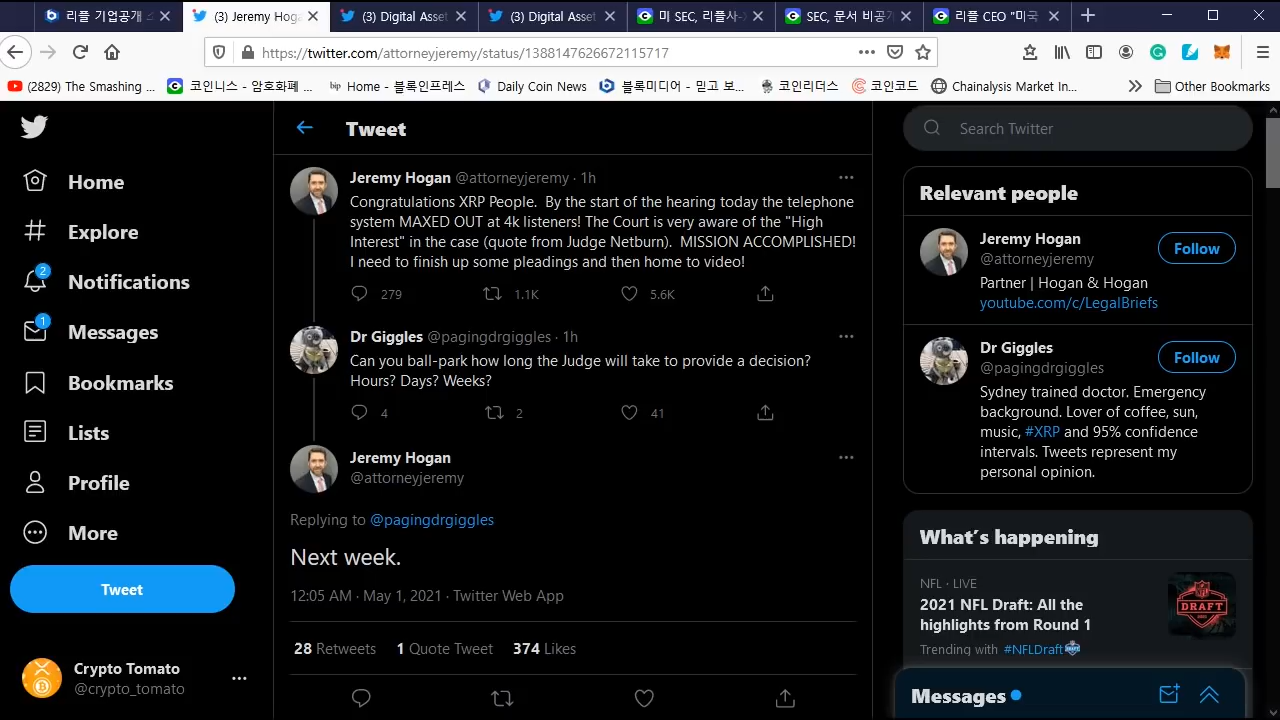 리플 기업공개
(3) Jeremy Hoga
(3) Digital Asset
(3) Digital Asset
미 SEC, 리플사-X
SEC, 문서 비공기
리플 CEO "미국
https://twitter.com/attorneyjeremy/status/1388147626672115717
(2829) The Smashing ...
코인니스 - 암호화폐 ...
bip Home - 블록인프레스
Daily Coin News
블록미디어 - 믿고 보...
코인리더스
코인코드
Chainalysis Market In...
Other Bookmarks
Home
Explore
2
Notifications
1
Messages
Bookmarks
Lists
Profile
More
Tweet
Crypto Tomato
@crypto_tomato
Tweet
Jeremy Hogan @attorneyjeremy · 1h
Congratulations XRP People. By the start of the hearing today the telephone
system MAXED OUT at 4k listeners! The Court is very aware of the "High
Interest" in the case (quote from Judge Netburn). MISSION ACCOMPLISHED!
I need to finish up some pleadings and then home to video!
279 1.1K 5.6K
Dr Giggles @pagingdrgiggles · 1h
Can you ball-park how long the Judge will take to provide a decision?
Hours? Days? Weeks?
4 2 41
Jeremy Hogan
@attorneyjeremy
Replying to @pagingdrgiggles
Next week.
12:05 AM · May 1, 2021 · Twitter Web App
28 Retweets 1 Quote Tweet 374 Likes
Search Twitter
Relevant people
Jeremy Hogan
@attorneyjeremy
Follow
Partner | Hogan & Hogan
youtube.com/c/LegalBriefs
Dr Giggles
@pagingdrgiggles
Follow
Sydney trained doctor. Emergency
background. Lover of coffee, sun,
music, #XRP and 95% confidence
intervals. Tweets represent my
personal opinion.
What's happening
NFL · LIVE
2021 NFL Draft: All the
highlights from Round 1
Trending with #NFLDraft
DRAFT
Messages